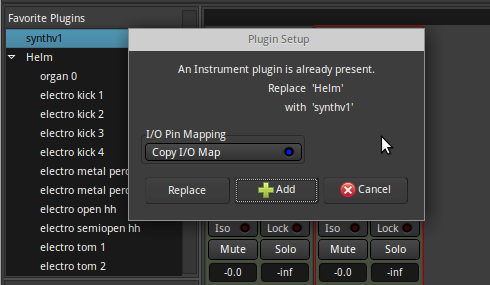 Favorite Plugins
synthv1
Helm
organ 0
electro kick 1
electro kick 2
electro kick 3
electro kick 4
electro metal perc
electro metal perc
electro open hh
electro semiopen hh
electro tom 1
electro tom 2
Plugin Setup
An Instrument plugin is already present.
Replace 'Helm'
with 'synthv1'
I/O Pin Mapping
Copy I/O Map
Replace
Add
Cancel
Iso Lock Iso Lock
Mute Solo Mute Solo
-0.0 -inf -0.0 -inf